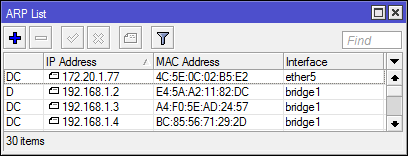 ARP List
Find
IP Address MAC Address Interface
DC 172.20.1.77 4C:5E:0C:02:B5:E2 ether5
D 192.168.1.2 E4:5A:A2:11:82:DC bridge1
DC 192.168.1.3 A4:F0:5E:AD:24:57 bridge1
DC 192.168.1.4 BC:85:56:71:29:2D bridge1
30 items